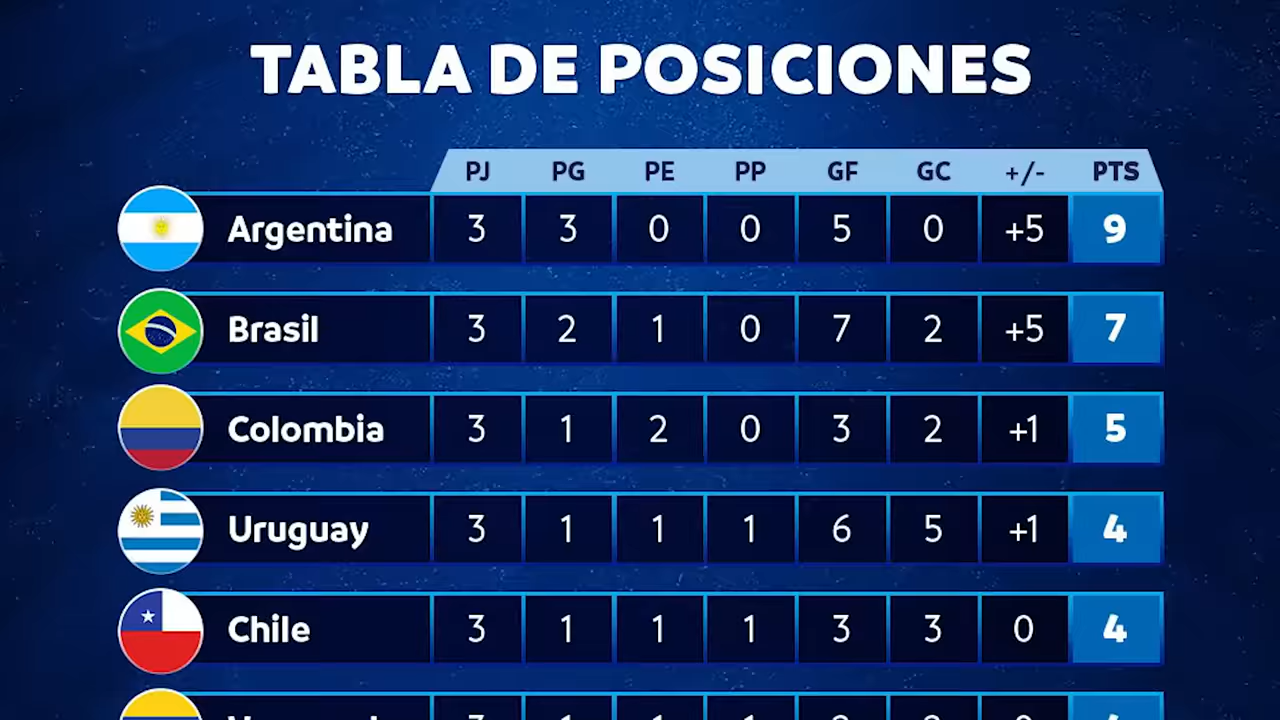 TABLA DE POSICIONES
PJ PG PE PP GF GC +/- PTS
Argentina 3 3 0 0 5 0 +5 9
Brasil 3 2 1 0 7 2 +5 7
Colombia 3 1 2 0 3 2 +1 5
Uruguay 3 1 1 1 6 5 +1 4
Chile 3 1 1 1 3 3 0 4